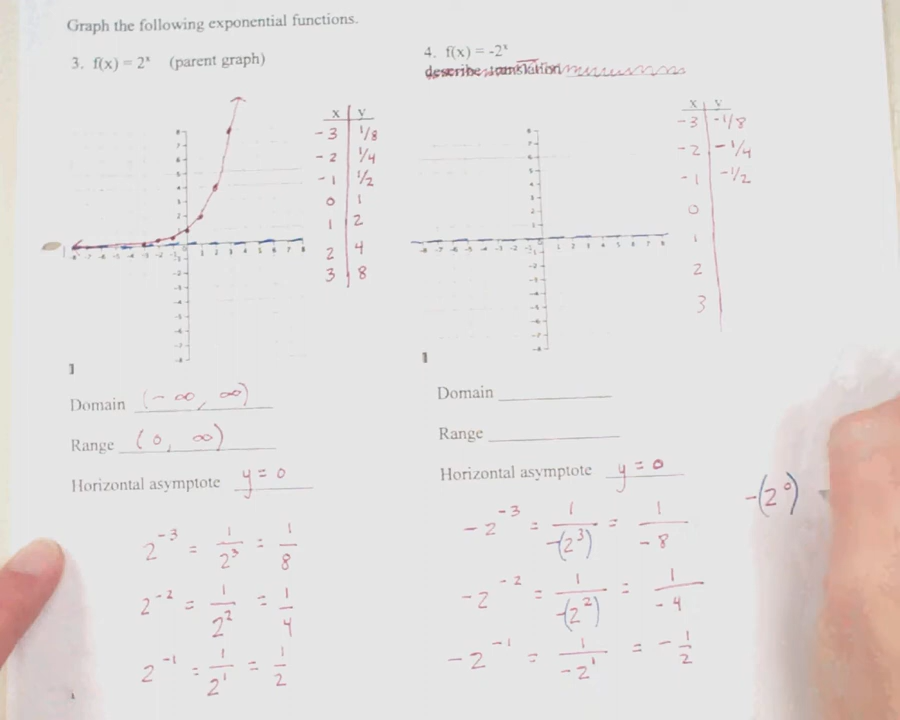 Graph the following exponential functions.
3. f(x) = 2ˣ (parent graph)
x | y
-3 | 1/8
-2 | 1/4
-1 | 1/2
0 | 1
1 | 2
2 | 4
3 | 8
Domain (-∞, ∞)
Range (0, ∞)
Horizontal asymptote y = 0
2⁻³ = 1/2³ = 1/8
2⁻² = 1/2² = 1/4
2⁻¹ = 1/2¹ = 1/2
4. f(x) = -2ˣ
describe translation
x | y
-3 | -1/8
-2 | -1/4
-1 | -1/2
0
1
2
3
Domain
Range
Horizontal asymptote y = 0
-(2⁰)
-2⁻³ = 1/-(2³) = 1/-8
-2⁻² = 1/-(2²) = 1/-4
-2⁻¹ = 1/-2¹ = -1/2